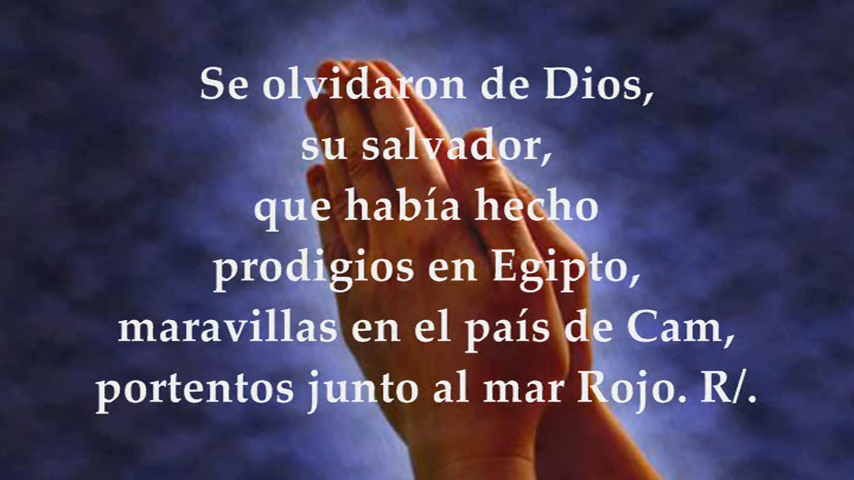 Se olvidaron de Dios,
su salvador,
que había hecho
prodigios en Egipto,
maravillas en el país de Cam,
portentos junto al mar Rojo. R/.